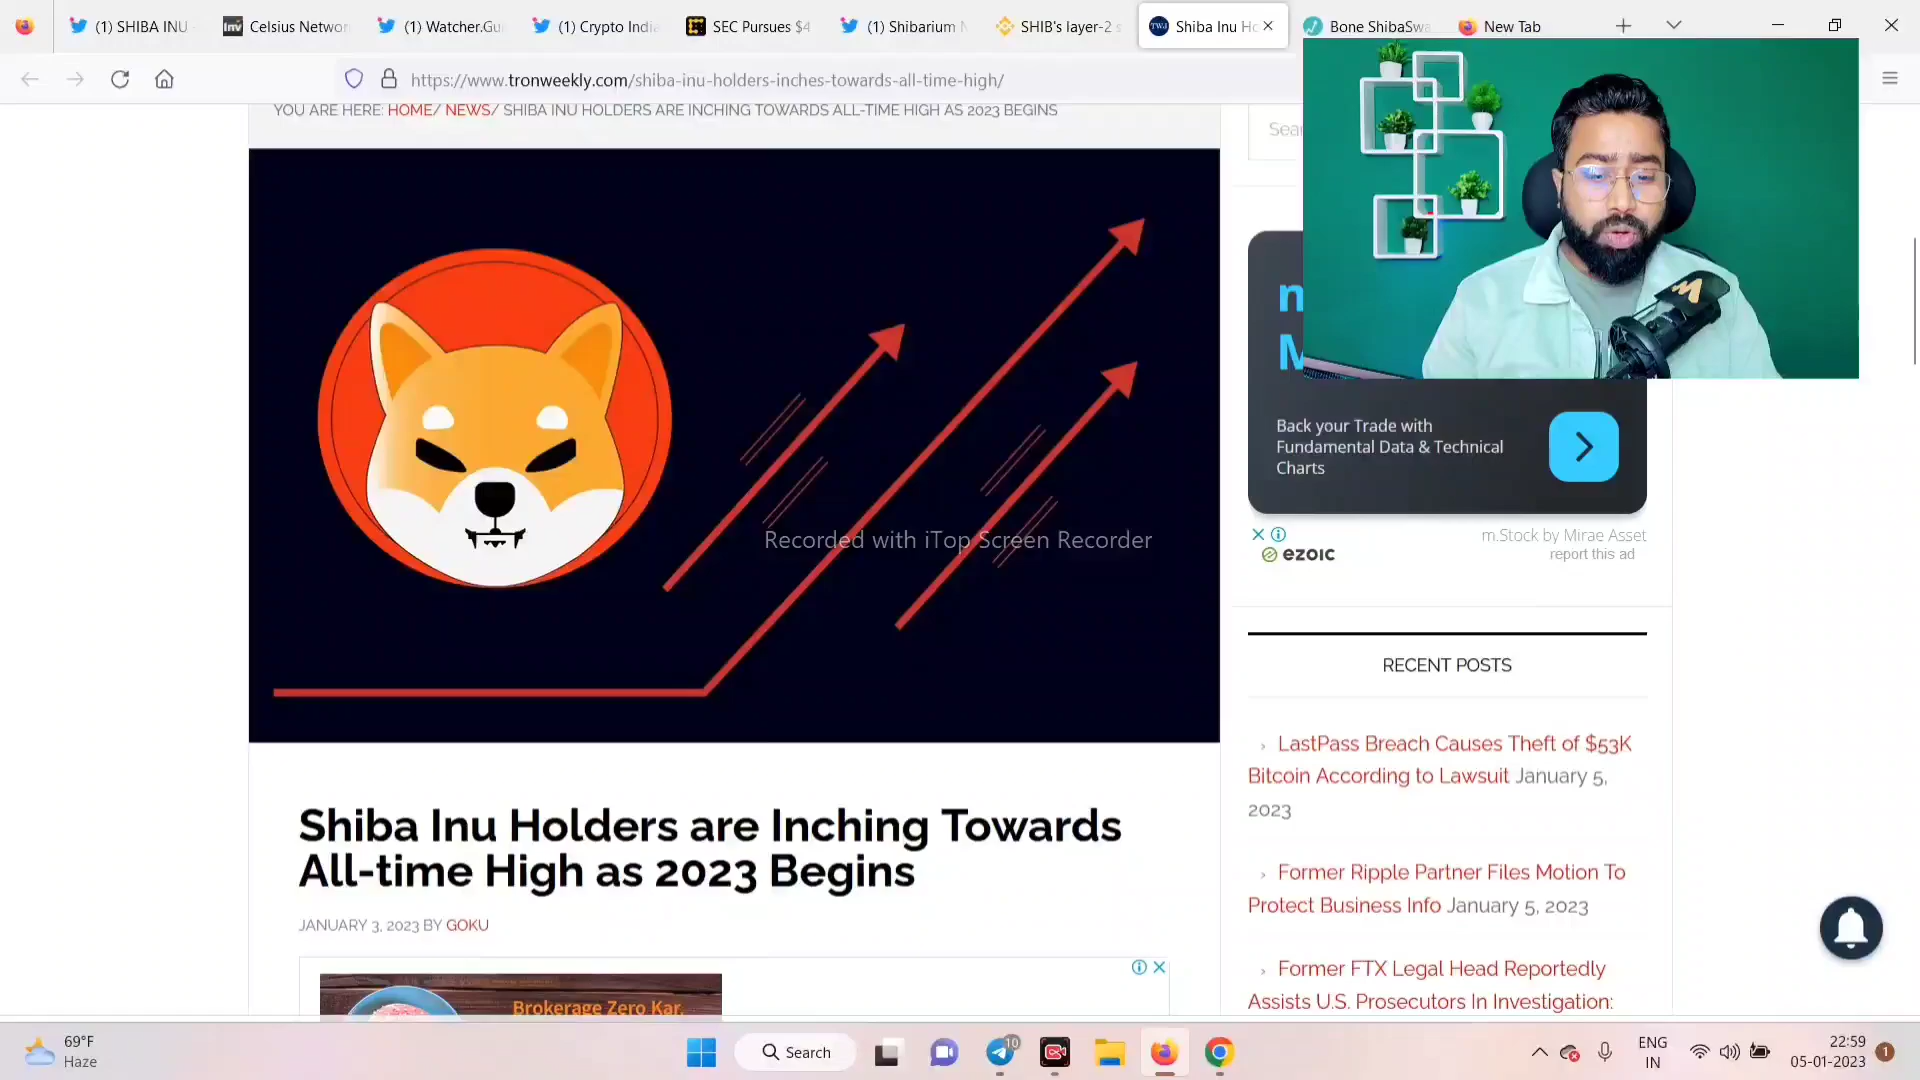 (1) SHIBA INU -
Celsius Networ
(1) Watcher.Gu
(1) Crypto India
SEC Pursues $4
(1) Shibarium N
SHIB's layer-2 s
TWJ
Shiba Inu Ho
Bone ShibaSwa
New Tab
https://www.tronweekly.com/shiba-inu-holders-inches-towards-all-time-high/
YOU ARE HERE: HOME/ NEWS/ SHIBA INU HOLDERS ARE INCHING TOWARDS ALL-TIME HIGH AS 2023 BEGINS
Sea
Recorded with iTop Screen Recorder
Back your Trade with
Fundamental Data & Technical
Charts
m.Stock by Mirae Asset
ezoic
report this ad
RECENT POSTS
LastPass Breach Causes Theft of $53K
Bitcoin According to Lawsuit January 5,
2023
Former Ripple Partner Files Motion To
Protect Business Info January 5, 2023
Former FTX Legal Head Reportedly
Assists U.S. Prosecutors In Investigation:
Shiba Inu Holders are Inching Towards
All-time High as 2023 Begins
JANUARY 3, 2023 BY GOKU
Brokerage Zero Kar.
69°F
Haze
Search
10
ENG
IN
22:59
05-01-2023
1